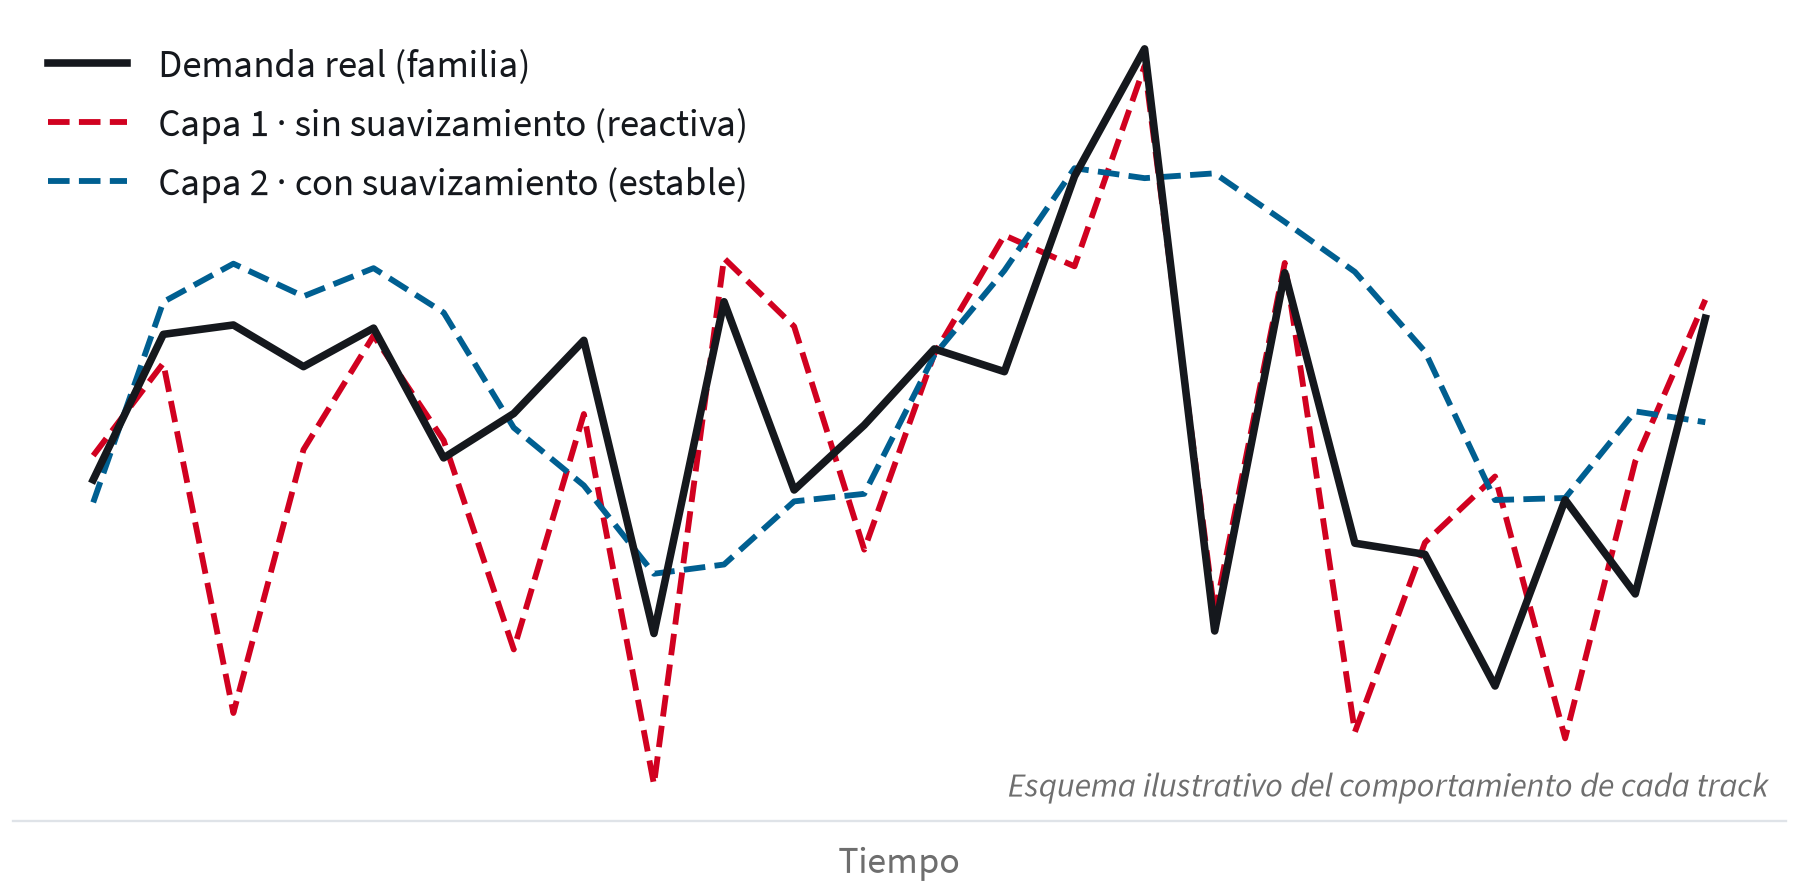 Demanda real (familia)
Capa 1 · sin suavizamiento (reactiva)
Capa 2 · con suavizamiento (estable)
Esquema ilustrativo del comportamiento de cada track
Tiempo